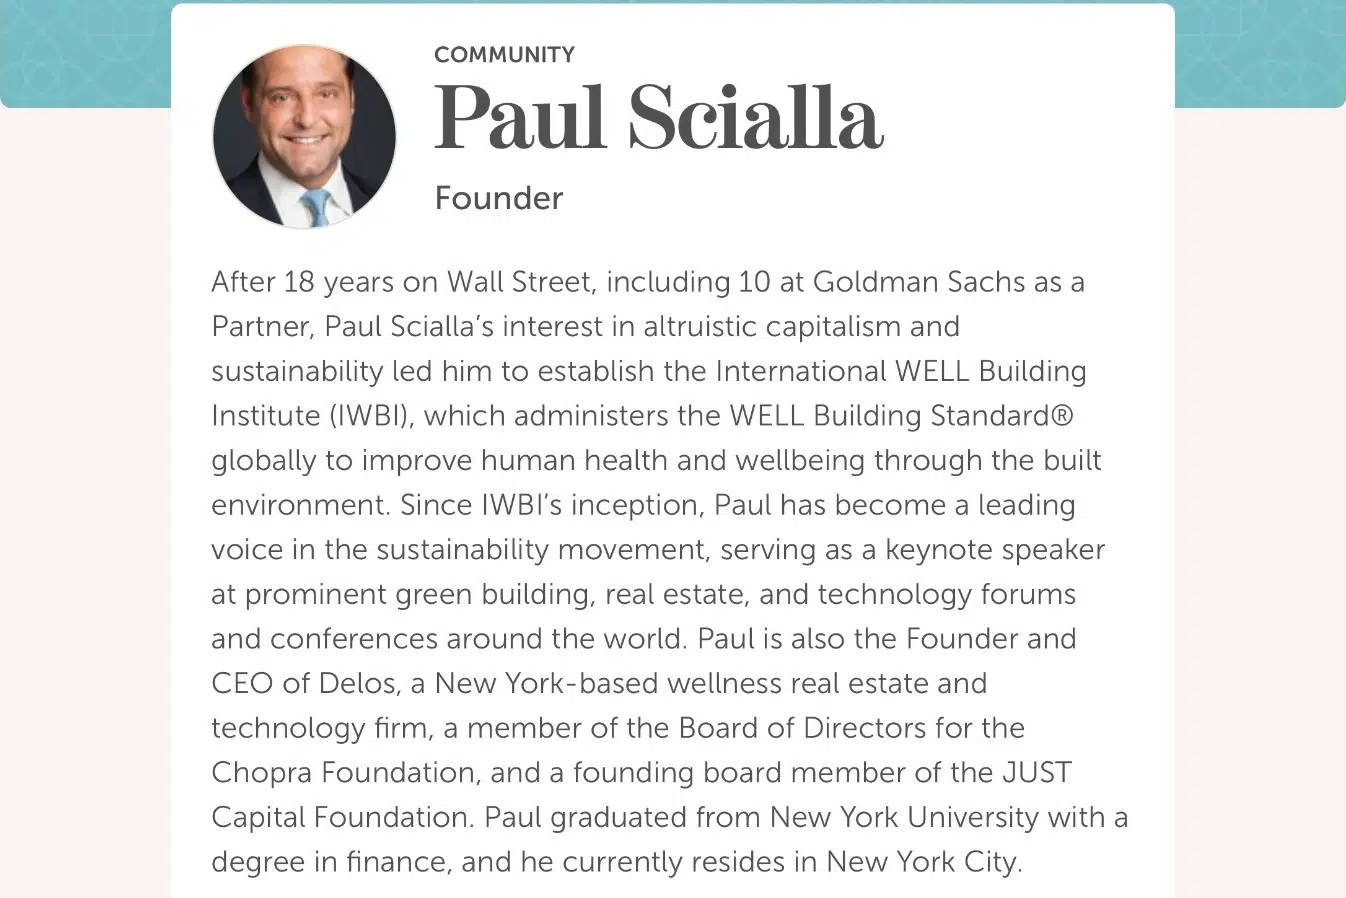 COMMUNITY
Paul Scialla
Founder
After 18 years on Wall Street, including 10 at Goldman Sachs as a
Partner, Paul Scialla’s interest in altruistic capitalism and
sustainability led him to establish the International WELL Building
Institute (IWBI), which administers the WELL Building Standard®
globally to improve human health and wellbeing through the built
environment. Since IWBI’s inception, Paul has become a leading
voice in the sustainability movement, serving as a keynote speaker
at prominent green building, real estate, and technology forums
and conferences around the world. Paul is also the Founder and
CEO of Delos, a New York-based wellness real estate and
technology firm, a member of the Board of Directors for the
Chopra Foundation, and a founding board member of the JUST
Capital Foundation. Paul graduated from New York University with a
degree in finance, and he currently resides in New York City.